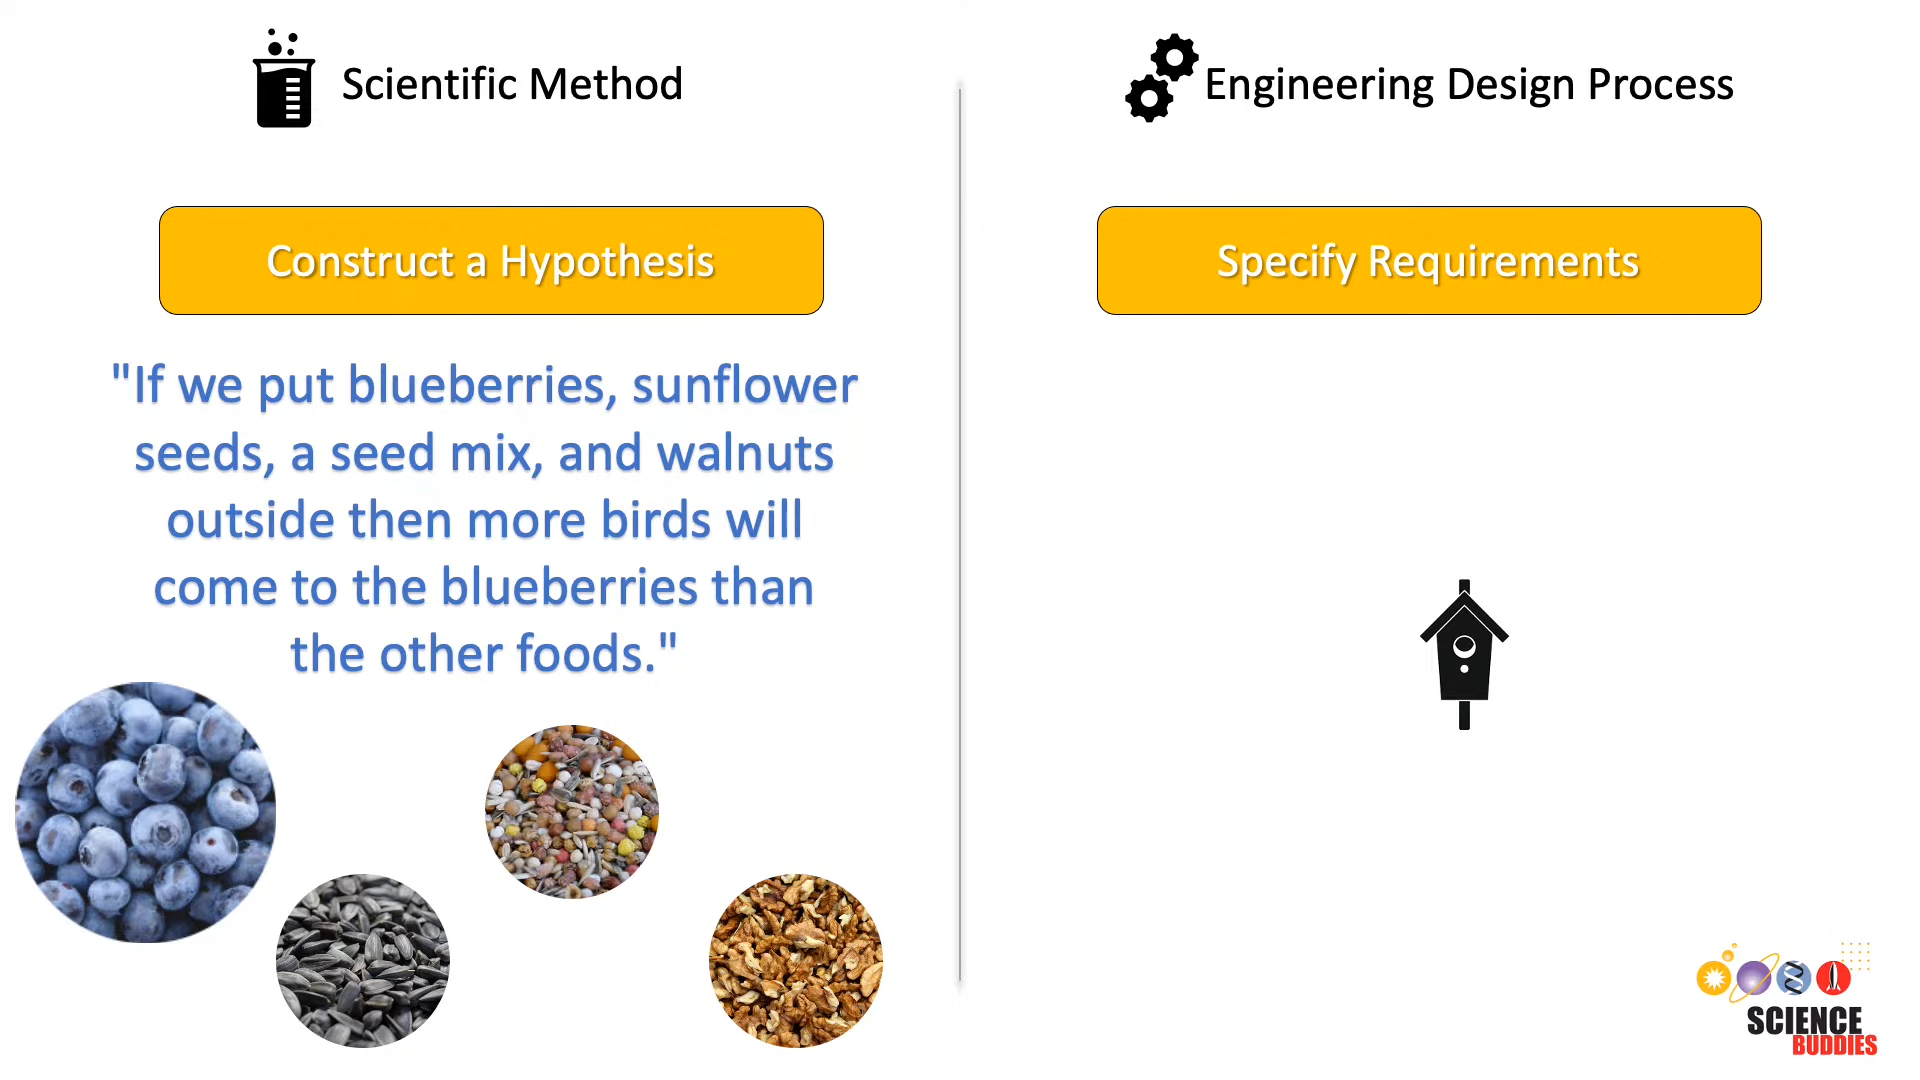 Scientific Method
Construct a Hypothesis
"If we put blueberries, sunflower
seeds, a seed mix, and walnuts
outside then more birds will
come to the blueberries than
the other foods."
Engineering Design Process
Specify Requirements
SCIENCE
BUDDIES